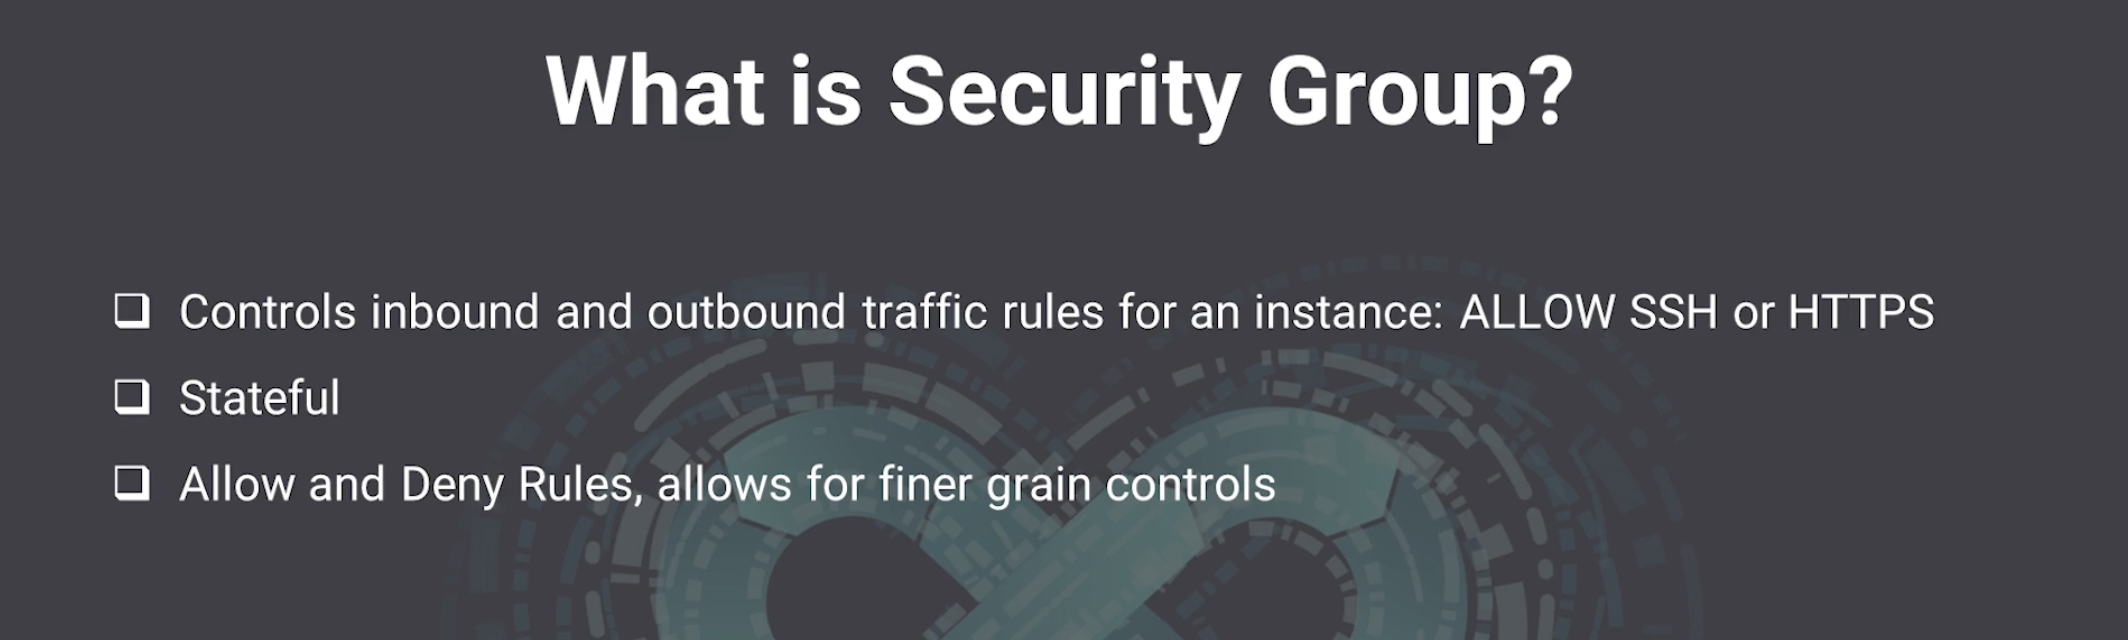 What is Security Group?
Controls inbound and outbound traffic rules for an instance: ALLOW SSH or HTTPS
Stateful
Allow and Deny Rules, allows for finer grain controls